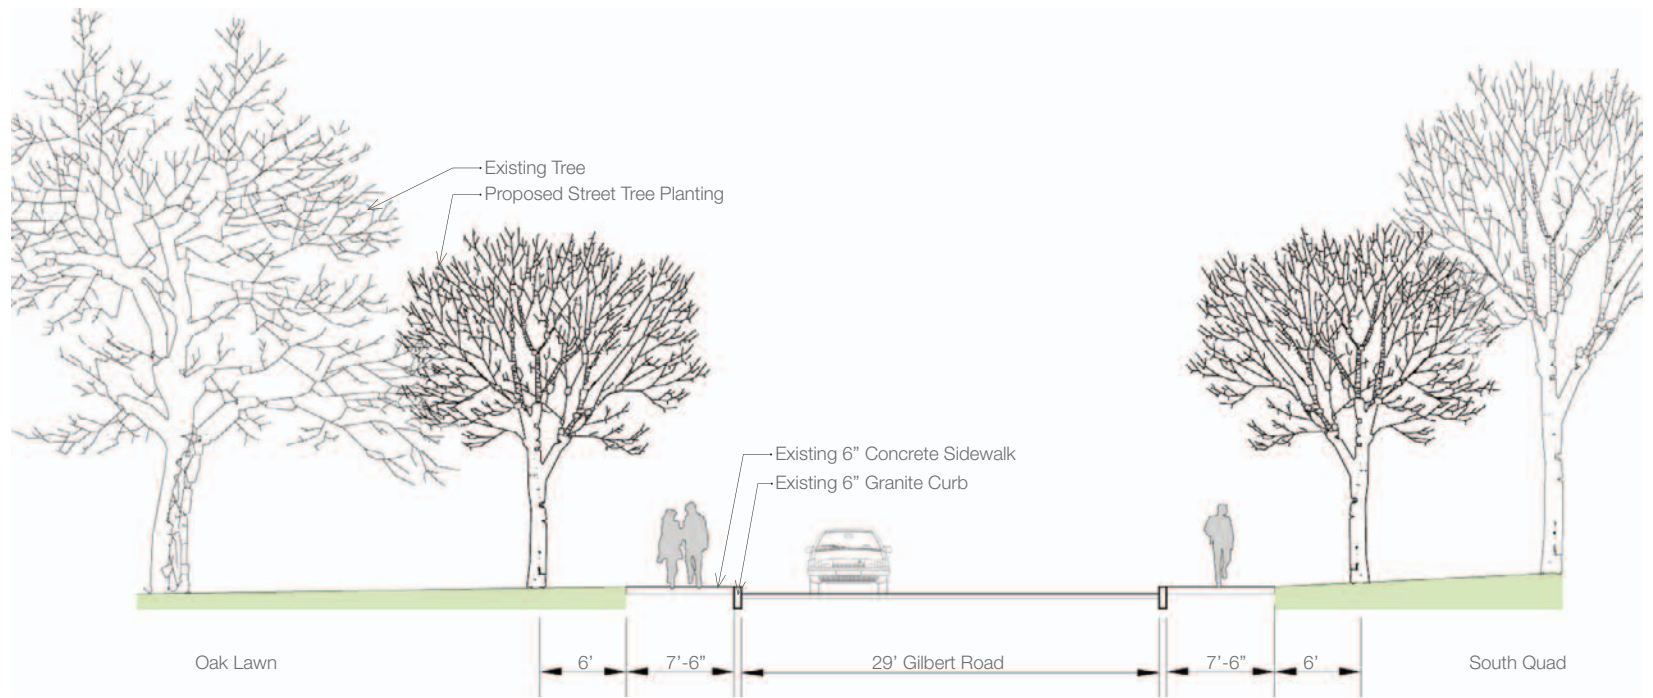 Existing Tree
Proposed Street Tree Planting
Existing 6” Concrete Sidewalk
Existing 6” Granite Curb
Oak Lawn
6’
7’-6”
29’ Gilbert Road
7’-6”
6’
South Quad